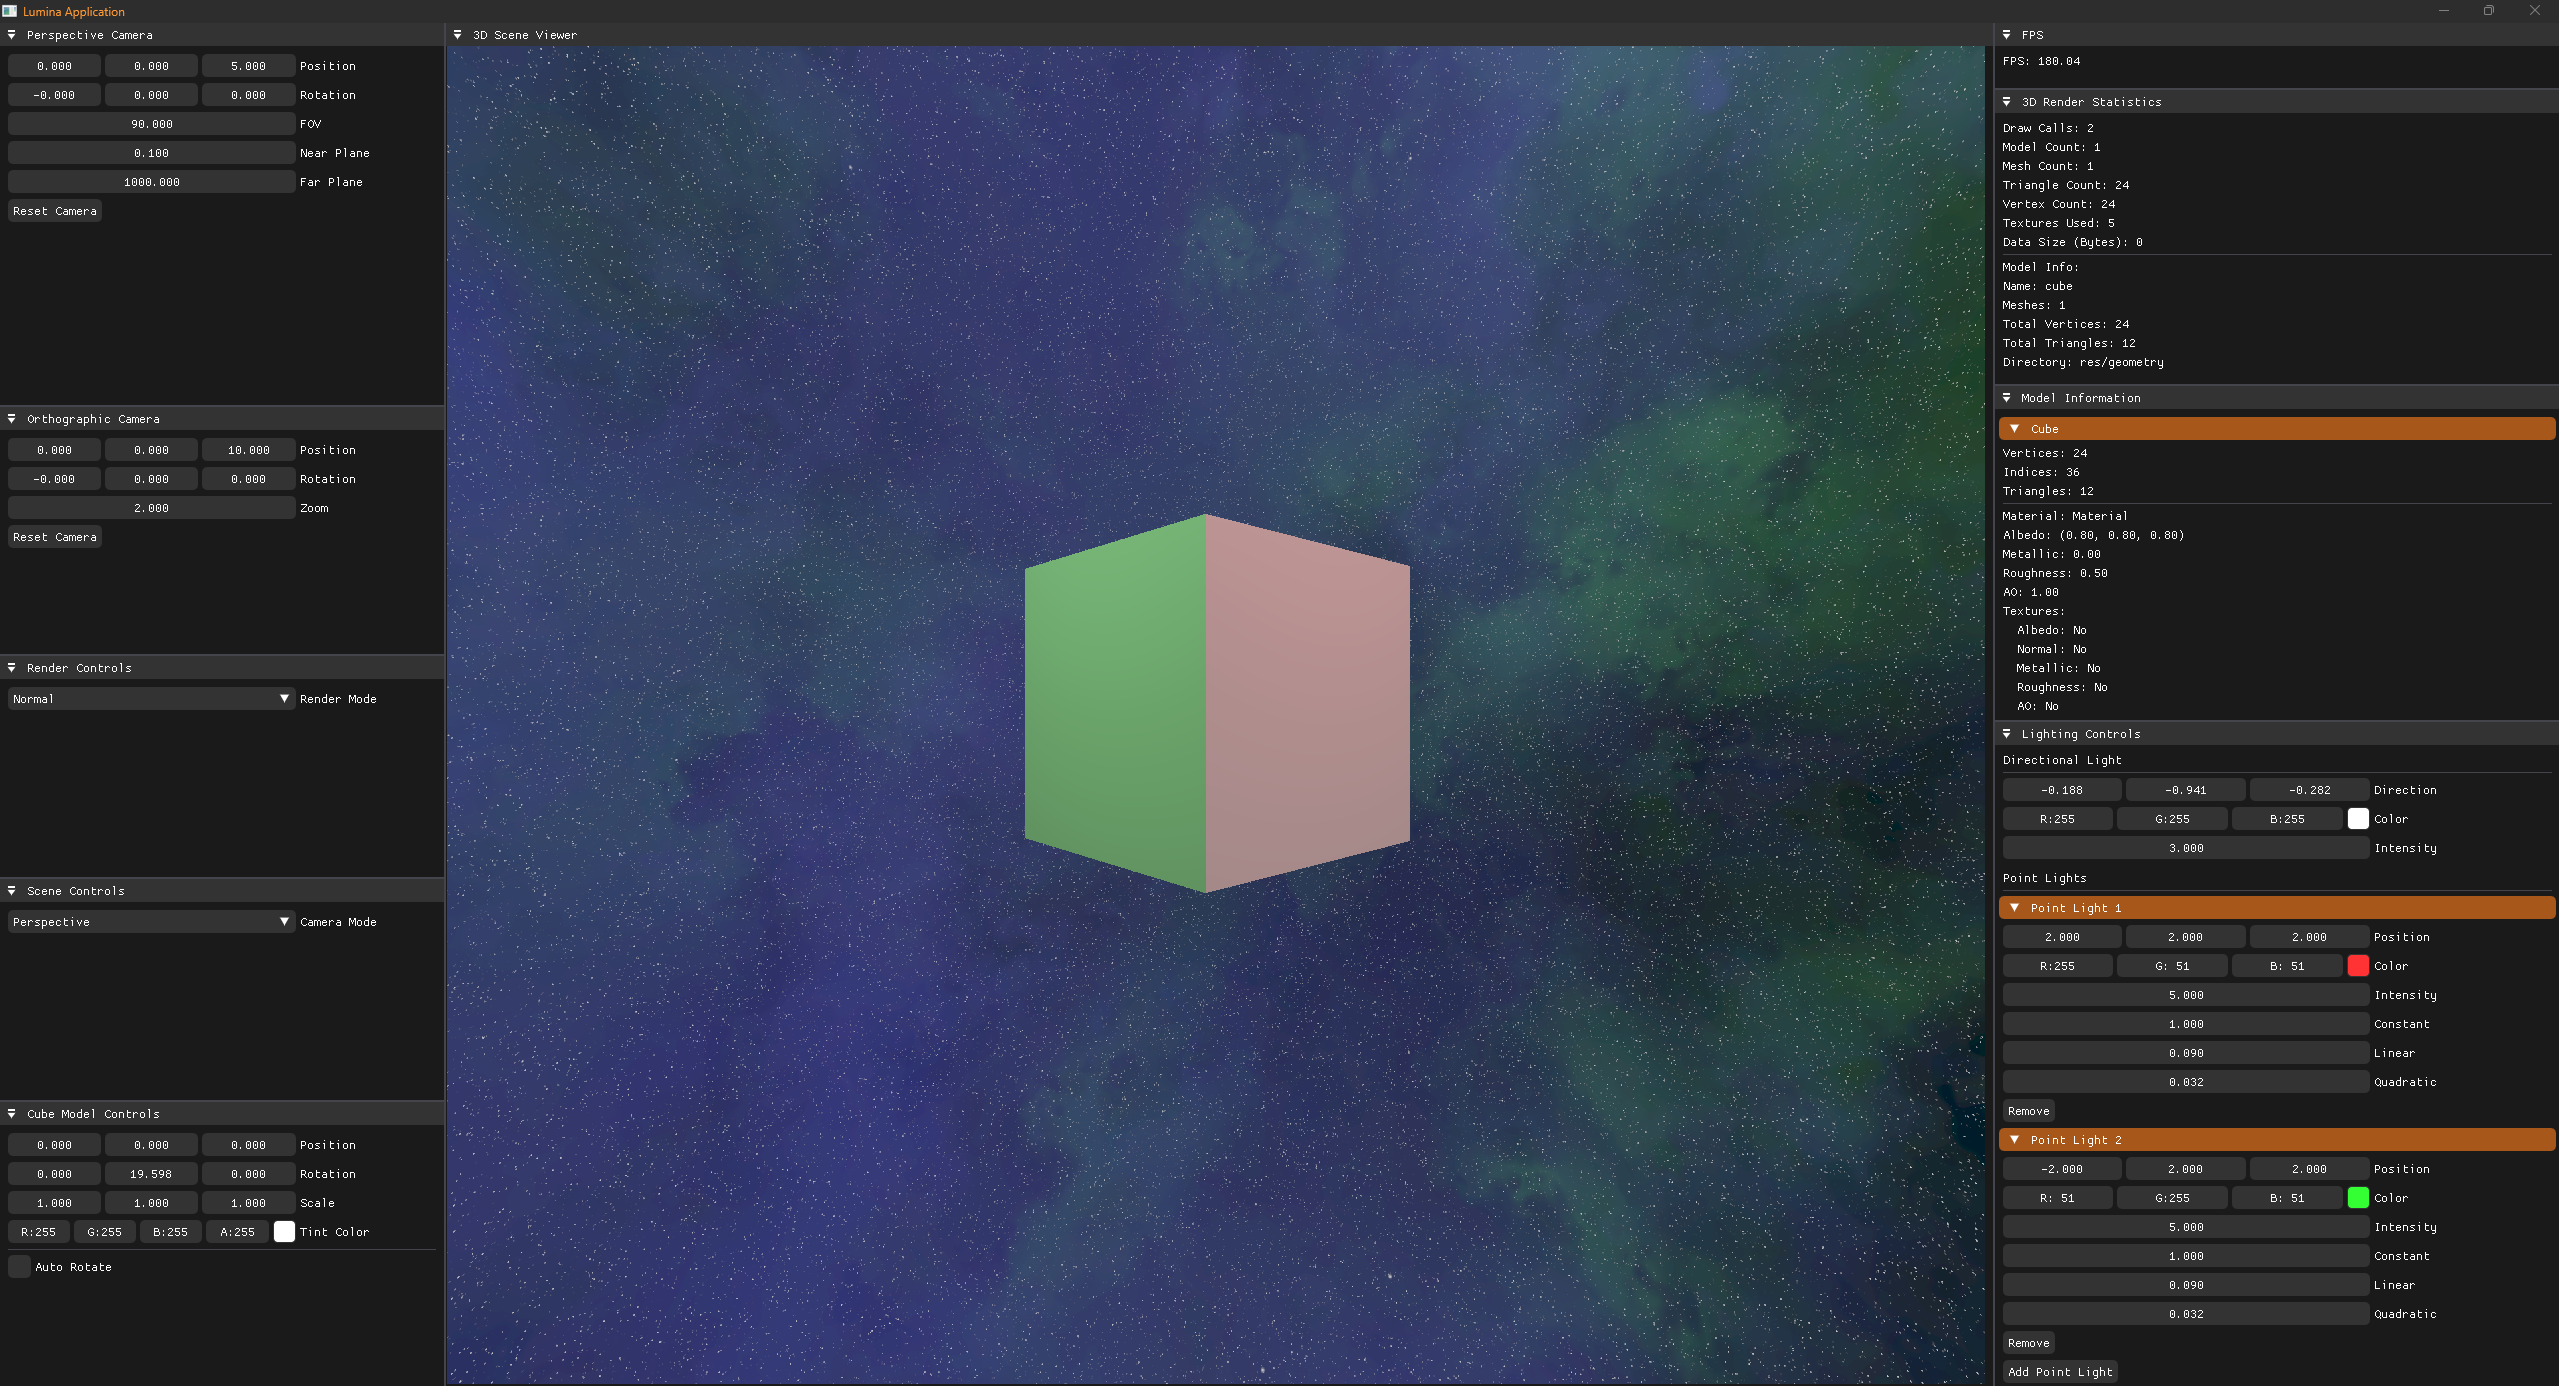 Lumina Application
Perspective Camera
0.000 0.000 5.000 Position
-0.000 0.000 0.000 Rotation
90.000 FOV
0.100 Near Plane
1000.000 Far Plane
Reset Camera
Orthographic Camera
0.000 0.000 10.000 Position
-0.000 0.000 0.000 Rotation
2.000 Zoom
Reset Camera
Render Controls
Normal Render Mode
Scene Controls
Perspective Camera Mode
Cube Model Controls
0.000 0.000 0.000 Position
0.000 19.598 0.000 Rotation
1.000 1.000 1.000 Scale
R:255 G:255 B:255 A:255 Tint Color
Auto Rotate
3D Scene Viewer
FPS
FPS: 180.04
3D Render Statistics
Draw Calls: 2
Model Count: 1
Mesh Count: 1
Triangle Count: 24
Vertex Count: 24
Textures Used: 5
Data Size (Bytes): 0
Model Info:
Name: cube
Meshes: 1
Total Vertices: 24
Total Triangles: 12
Directory: res/geometry
Model Information
Cube
Vertices: 24
Indices: 36
Triangles: 12
Material: Material
Albedo: (0.80, 0.80, 0.80)
Metallic: 0.00
Roughness: 0.50
AO: 1.00
Textures:
Albedo: No
Normal: No
Metallic: No
Roughness: No
AO: No
Lighting Controls
Directional Light
-0.188 -0.941 -0.282 Direction
R:255 G:255 B:255 Color
3.000 Intensity
Point Lights
Point Light 1
2.000 2.000 2.000 Position
R:255 G: 51 B: 51 Color
5.000 Intensity
1.000 Constant
0.090 Linear
0.032 Quadratic
Remove
Point Light 2
-2.000 2.000 2.000 Position
R: 51 G:255 B: 51 Color
5.000 Intensity
1.000 Constant
0.090 Linear
0.032 Quadratic
Remove
Add Point Light